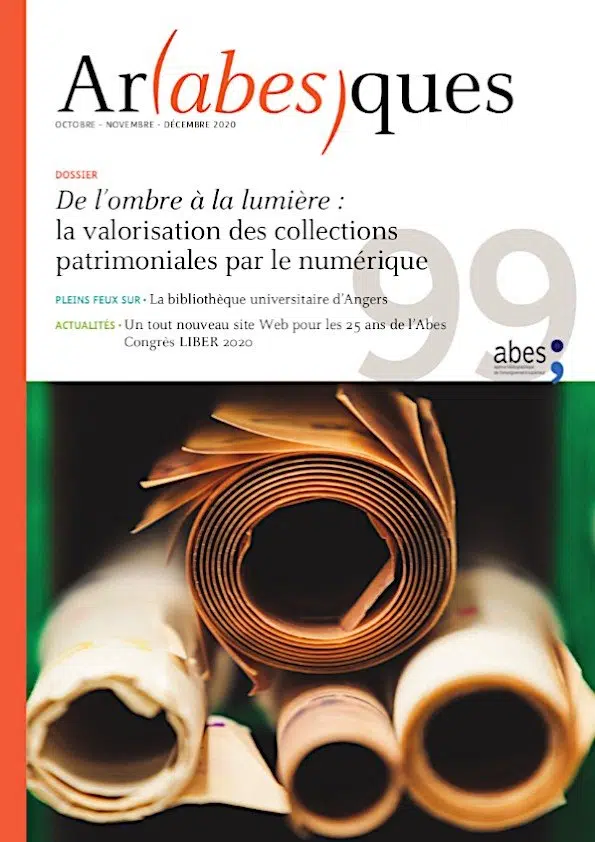 Ar(abes)ques
OCTOBRE - NOVEMBRE - DÉCEMBRE 2020
DOSSIER
De l'ombre à la lumière :
la valorisation des collections
patrimoniales par le numérique
99
PLEINS FEUX SUR • La bibliothèque universitaire d'Angers
ACTUALITÉS • Un tout nouveau site Web pour les 25 ans de l'Abes
Congrès LIBER 2020
abes